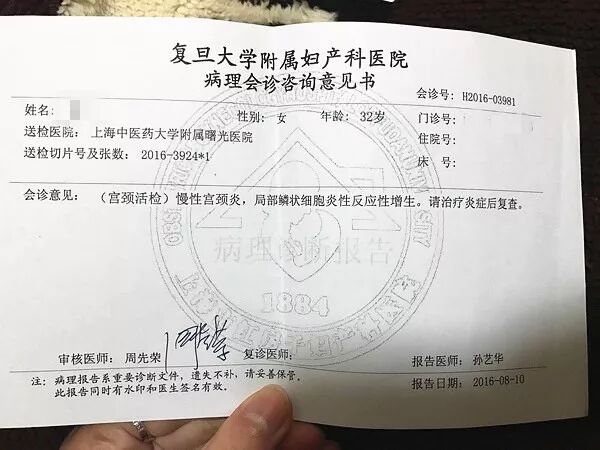 复旦大学附属妇产科医院
病理会诊咨询意见书
会诊号: H2016-03981
姓名: 性别: 女 年龄: 32岁 门诊号:
送检医院: 上海中医药大学附属曙光医院 住院号:
送检切片号及张数: 2016-3924*1 床 号:
会诊意见: (宫颈活检)慢性宫颈炎,局部鳞状细胞炎性反应性增生。请治疗炎症后复查。
病理诊断报告
1884
审核医师: 周先荣 复诊医师: 报告医师: 孙艺华
注: 病理报告系重要诊断文件,遗失不补,请妥善保管。 报告日期: 2016-08-10
此报告同时有水印和医生签名有效。